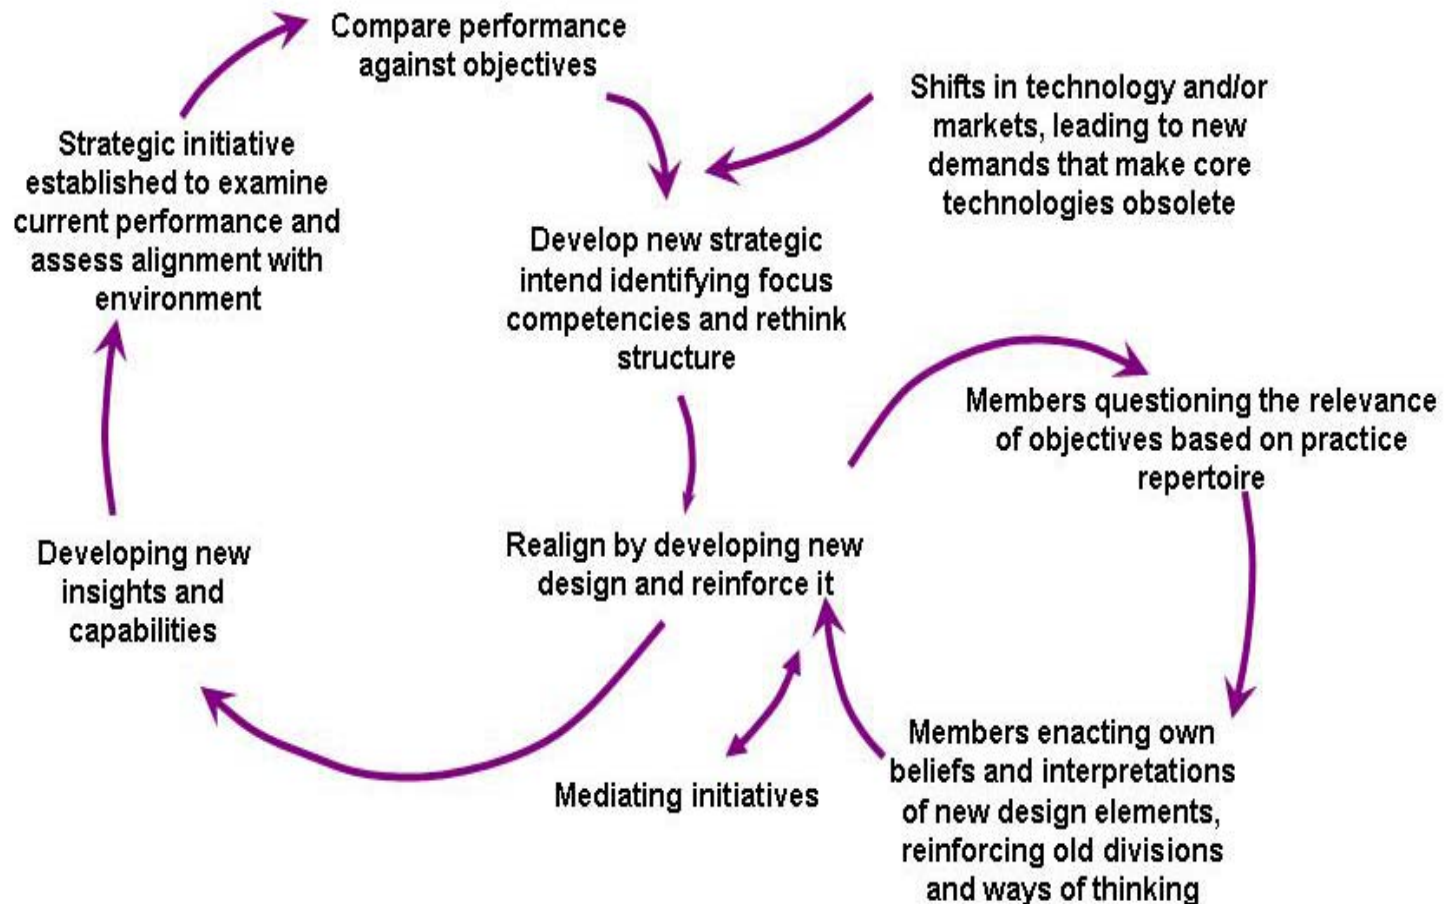 Compare performance
against objectives
Shifts in technology and/or
markets, leading to new
demands that make core
technologies obsolete
Strategic initiative
established to examine
current performance and
assess alignment with
environment
Develop new strategic
intend identifying focus
competencies and rethink
structure
Members questioning the relevance
of objectives based on practice
repertoire
Realign by developing new
design and reinforce it
Developing new
insights and
capabilities
Mediating initiatives
Members enacting own
beliefs and interpretations
of new design elements,
reinforcing old divisions
and ways of thinking